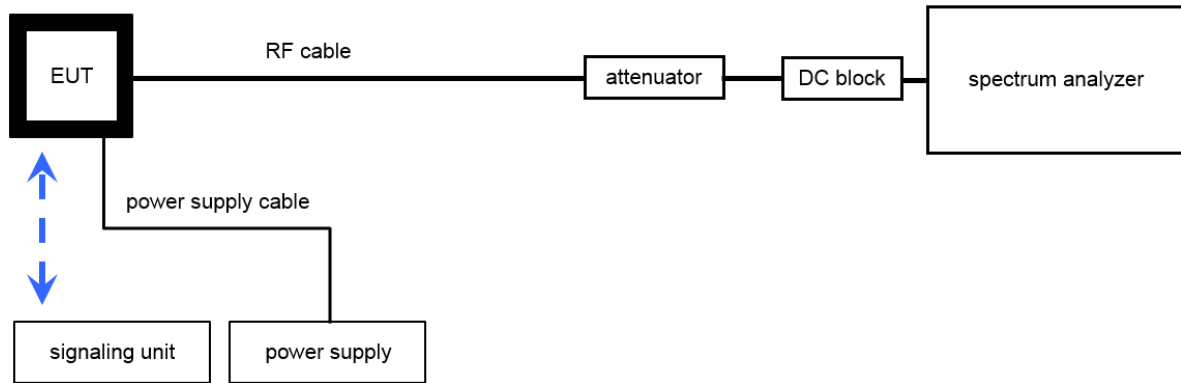 RF cable
EUT
attenuator
DC block
spectrum analyzer
power supply cable
signaling unit
power supply